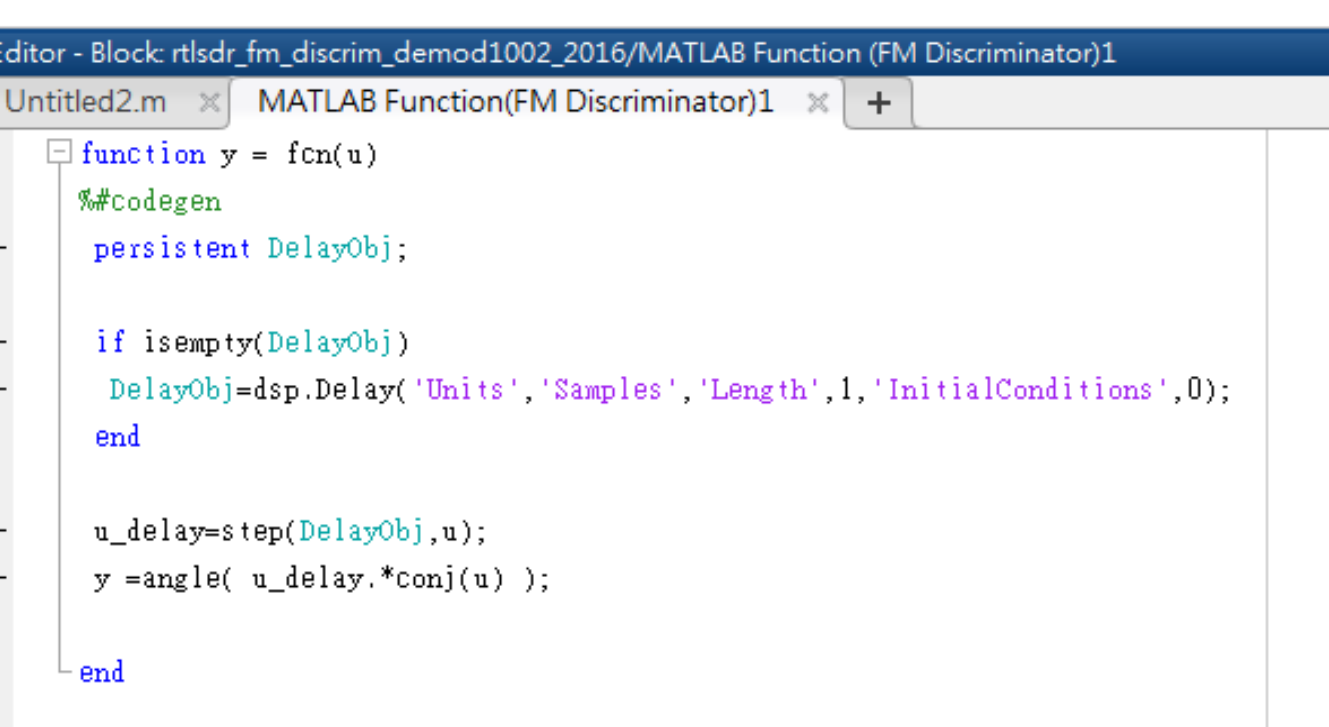 Editor - Block: rtlsdr_fm_discrim_demod1002_2016/MATLAB Function (FM Discriminator)1
Untitled2.m × MATLAB Function(FM Discriminator)1 × +
function y = fcn(u)
%#codegen
persistent DelayObj;
if isempty(DelayObj)
DelayObj=dsp.Delay('Units','Samples','Length',1,'InitialConditions',0);
end
u_delay=step(DelayObj,u);
y =angle( u_delay.*conj(u) );
end